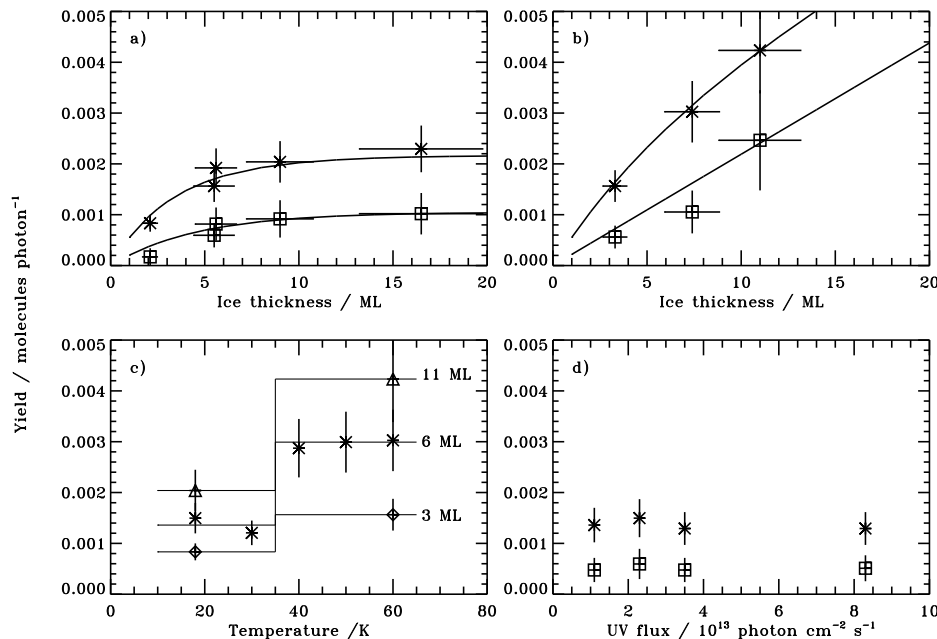 Yield / molecules photon⁻¹
a)
0.005
0.004
0.003
0.002
0.001
0.000
0 5 10 15 20
Ice thickness / ML
b)
0.005
0.004
0.003
0.002
0.001
0.000
0 5 10 15 20
Ice thickness / ML
c)
0.005
0.004
0.003
0.002
0.001
0.000
11 ML
6 ML
3 ML
0 20 40 60 80
Temperature /K
d)
0.005
0.004
0.003
0.002
0.001
0.000
0 2 4 6 8 10
UV flux / 10¹³ photon cm⁻² s⁻¹